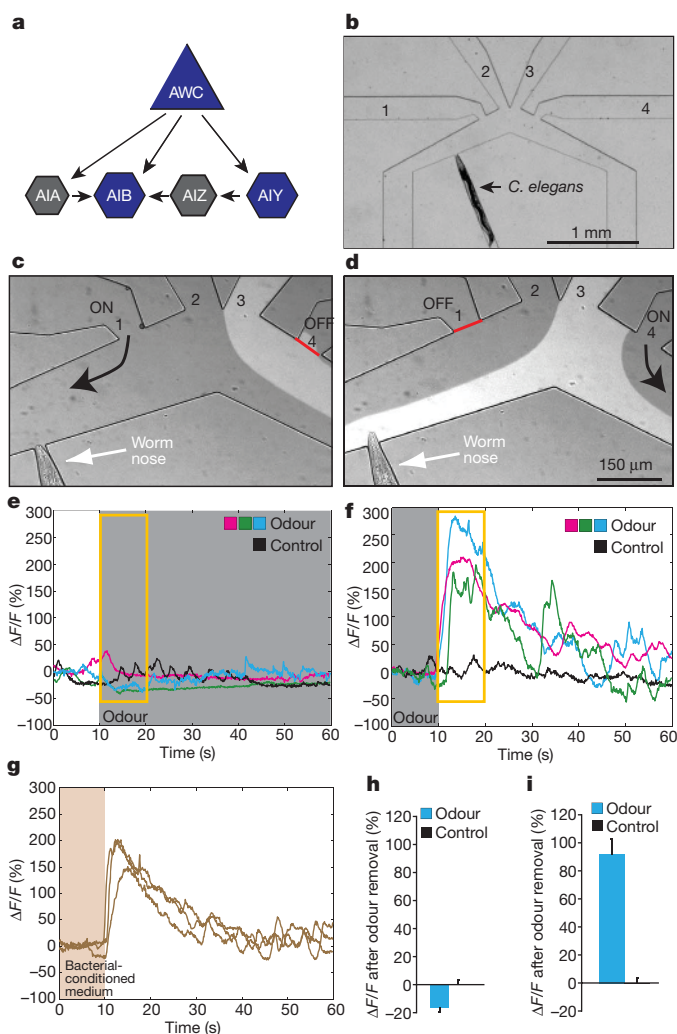 a
AWC
AIA
AIB
AIZ
AIY
b
1
2
3
4
C. elegans
1 mm
c
ON
1
2
3
OFF
4
Worm
nose
d
OFF
1
2
3
ON
4
Worm
nose
150 μm
e
300
250
200
150
100
50
0
−50
−100
ΔF/F (%)
Odour
Control
Odour
0 10 20 30 40 50 60
Time (s)
f
300
250
200
150
100
50
0
−50
−100
ΔF/F (%)
Odour
Control
Odour
0 10 20 30 40 50 60
Time (s)
g
300
250
200
150
100
50
0
−50
−100
ΔF/F (%)
Bacterial-
conditioned
medium
0 10 20 30 40 50 60
Time (s)
h
120
100
80
60
40
20
0
−20
ΔF/F after odour removal (%)
Odour
Control
i
120
100
80
60
40
20
0
−20
ΔF/F after odour removal (%)
Odour
Control